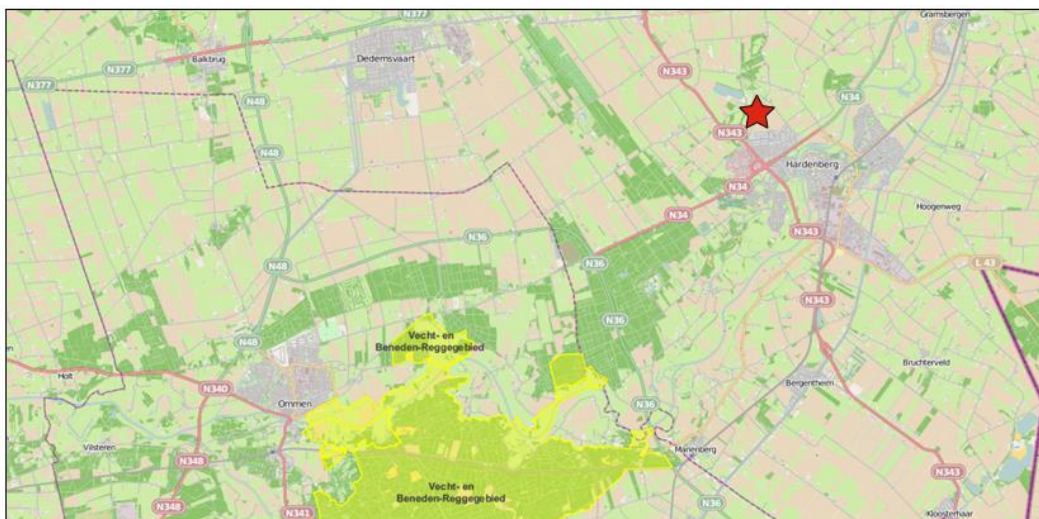 N377
Gramsbergen
Balkbrug
N377
Dedemsvaart
N343
N377
N48
N34
N343
N48
Hardenberg
N34
Hoogenweg
N34
N343
N36
N36
N48
L 43
N343
N36
Vecht- en
Beneden-Reggegebied
N48
Holt
Bruchterveld
N340
Bergentheim
Ommen
N36
Vilsteren
Mariënberg
N348
N343
Vecht- en
Beneden-Reggegebied
N348
N341
N36
Kloosterhaar